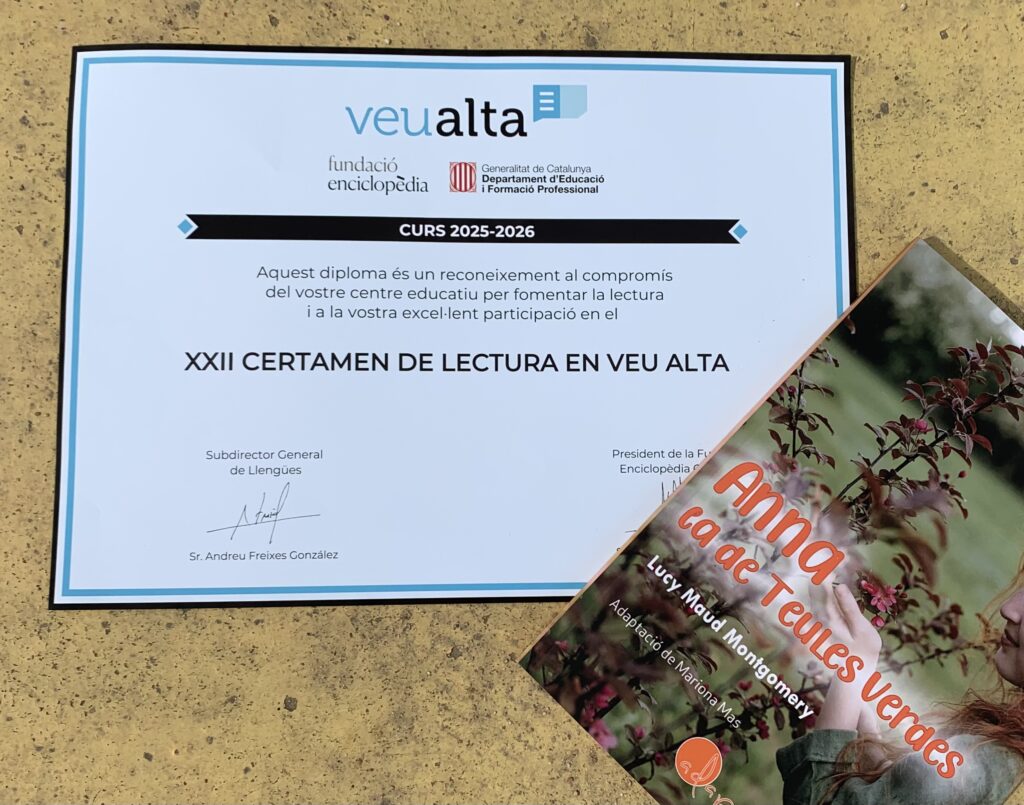 veualta
fundació
enciclopèdia
Generalitat de Catalunya
Departament d'Educació
i Formació Professional
CURS 2025-2026
Aquest diploma és un reconeixement al compromís
del vostre centre educatiu per fomentar la lectura
i a la vostra excel·lent participació en el
XXII CERTAMEN DE LECTURA EN VEU ALTA
Subdirector General
de Llengües
Sr. Andreu Freixes González
President de la Fu
Enciclopèdia
Anna
ca de Teules Verdes
Lucy Maud Montgomery
Adaptació de Mariona Mas